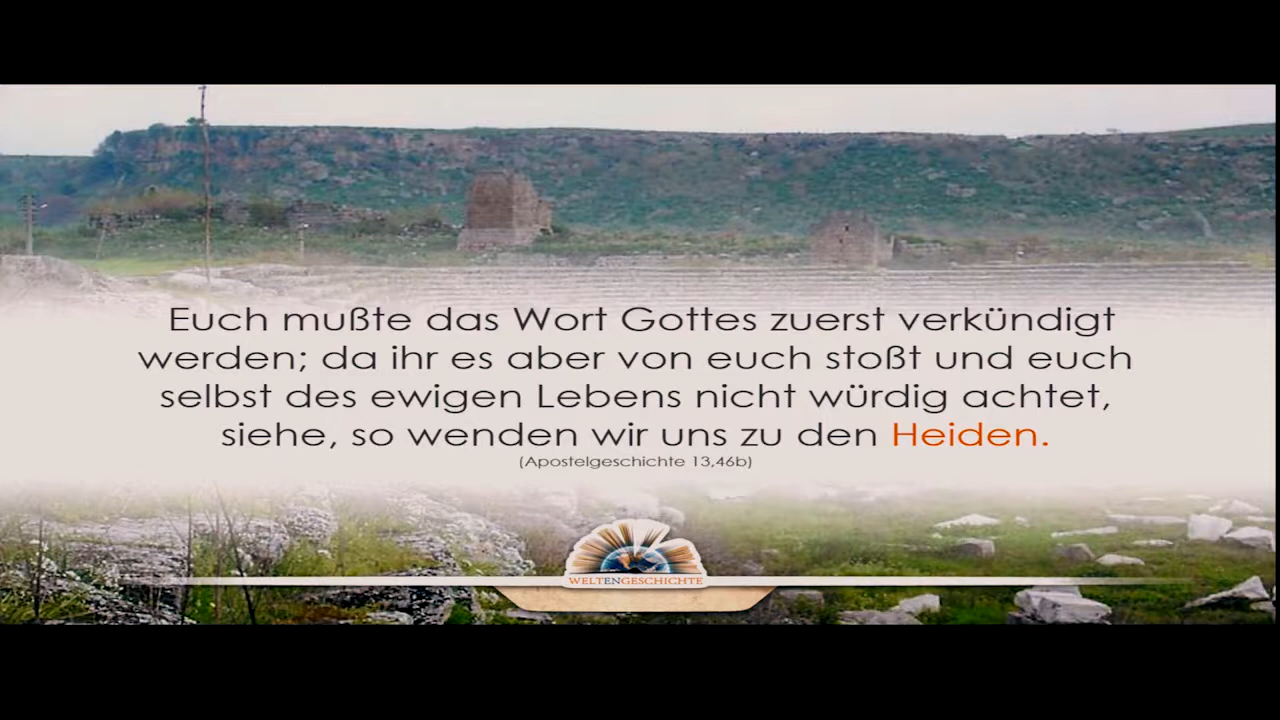 Euch mußte das Wort Gottes zuerst verkündigt
werden; da ihr es aber von euch stoßt und euch
selbst des ewigen Lebens nicht würdig achtet,
siehe, so wenden wir uns zu den Heiden.
(Apostelgeschichte 13,46b)
WELTENGESCHICHTE